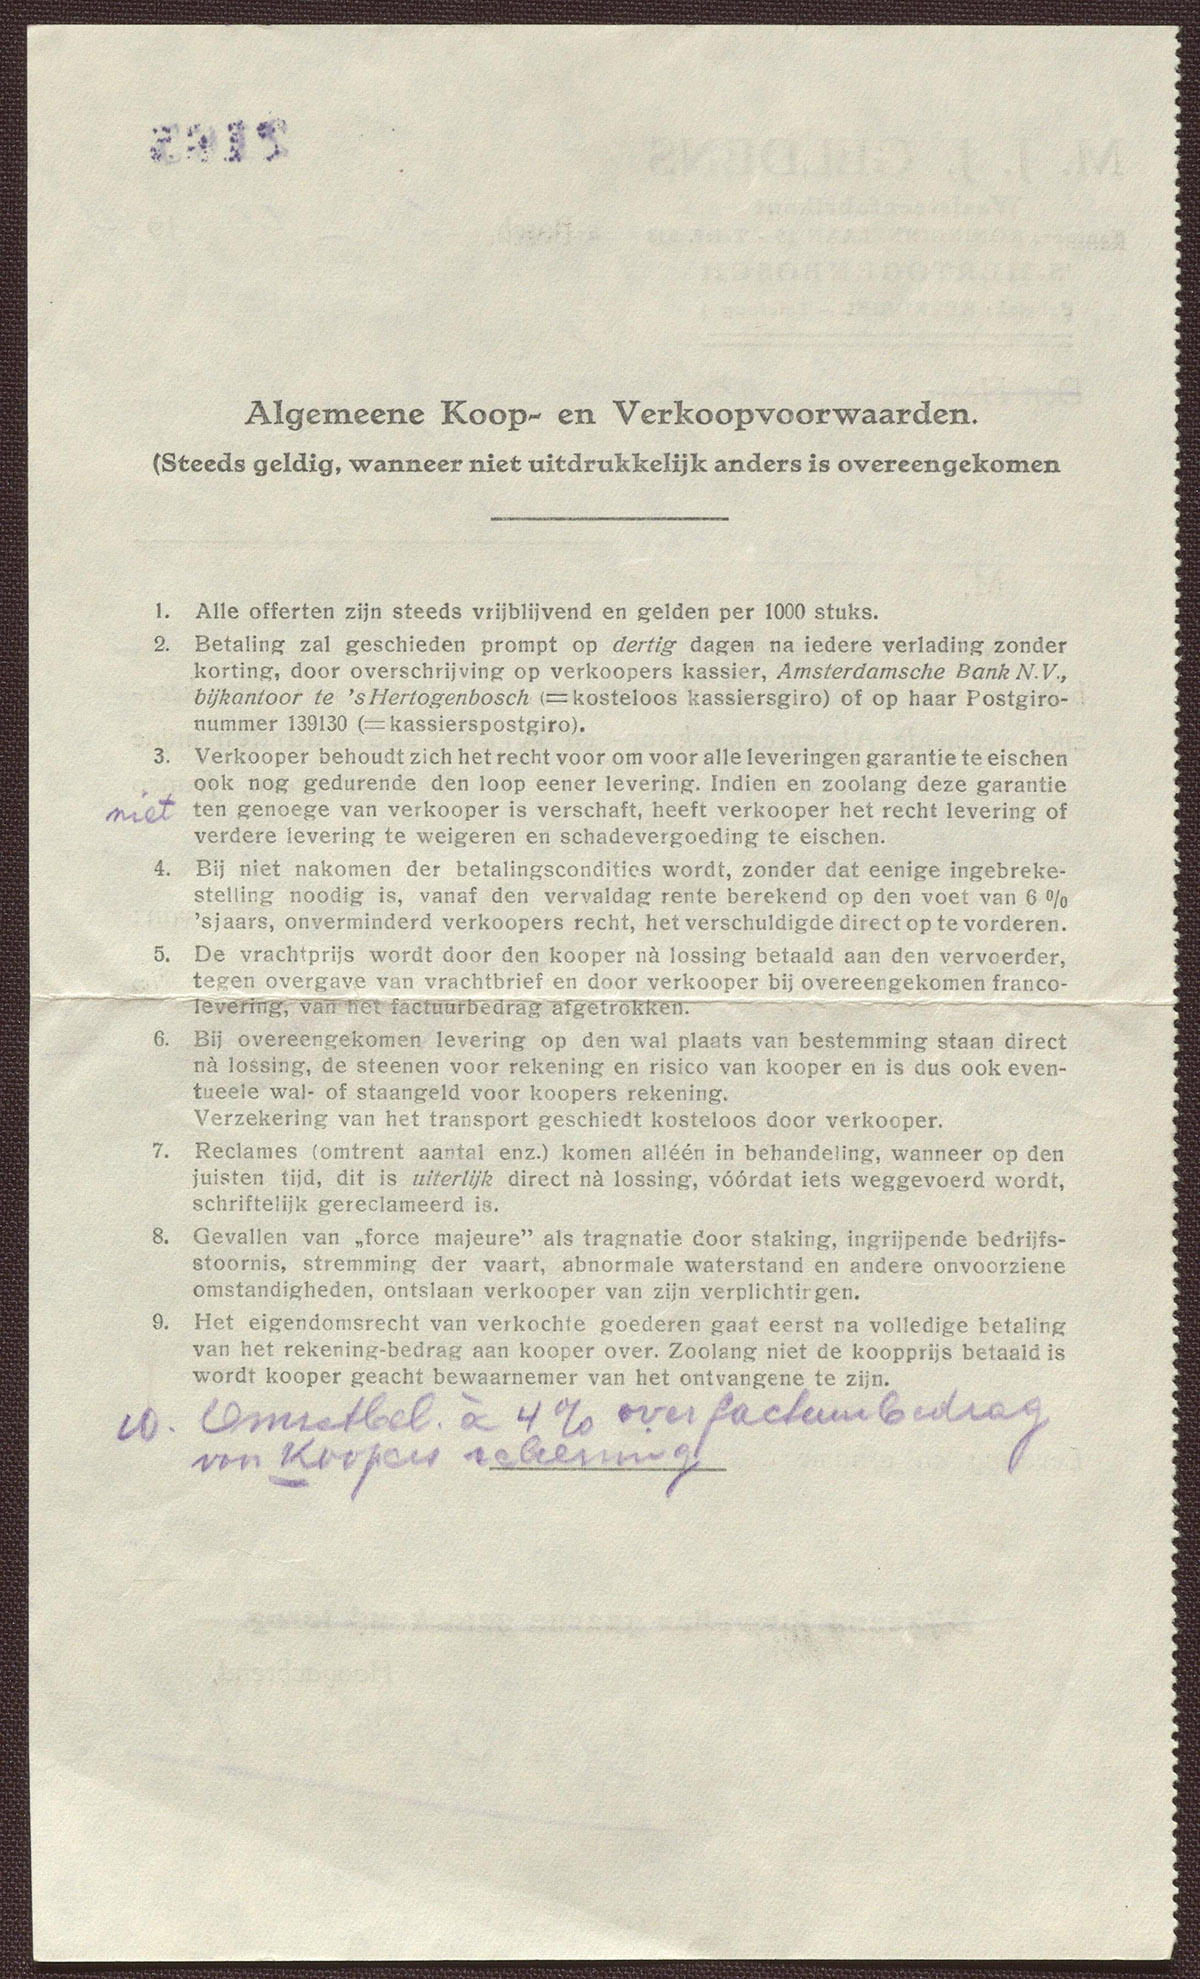 Algemeene Koop- en Verkoopvoorwaarden.
(Steeds geldig, wanneer niet uitdrukkelijk anders is overeengekomen
1. Alle offerten zijn steeds vrijblijvend en gelden per 1000 stuks.
2. Betaling zal geschieden prompt op dertig dagen na iedere verlading zonder
korting, door overschrijving op verkoopers kassier, Amsterdamsche Bank N.V.,
bijkantoor te 'sHertogenbosch (=kosteloos kassiersgiro) of op haar Postgiro-
nummer 139130 (=kassierspostgiro).
3. Verkooper behoudt zich het recht voor om voor alle leveringen garantie te eischen
ook nog gedurende den loop eener levering. Indien en zoolang deze garantie
niet ten genoege van verkooper is verschaft, heeft verkooper het recht levering of
verdere levering te weigeren en schadevergoeding te eischen.
4. Bij niet nakomen der betalingscondities wordt, zonder dat eenige ingebreke-
stelling noodig is, vanaf den vervaldag rente berekend op den voet van 6 %
'sjaars, onverminderd verkoopers recht, het verschuldigde direct op te vorderen.
5. De vrachtprijs wordt door den kooper nà lossing betaald aan den vervoerder,
tegen overgave van vrachtbrief en door verkooper bij overeengekomen franco-
levering, van het factuurbedrag afgetrokken.
6. Bij overeengekomen levering op den wal plaats van bestemming staan direct
nà lossing, de steenen voor rekening en risico van kooper en is dus ook even-
tueele wal- of staangeld voor koopers rekening.
Verzekering van het transport geschiedt kosteloos door verkooper.
7. Reclames (omtrent aantal enz.) komen alléén in behandeling, wanneer op den
juisten tijd, dit is uiterlijk direct nà lossing, vóórdat iets weggevoerd wordt,
schriftelijk gereclameerd is.
8. Gevallen van „force majeure" als tragnatie door staking, ingrijpende bedrijfs-
stoornis, stremming der vaart, abnormale waterstand en andere onvoorziene
omstandigheden, ontslaan verkooper van zijn verplichtirgen.
9. Het eigendomsrecht van verkochte goederen gaat eerst na volledige betaling
van het rekening-bedrag aan kooper over. Zoolang niet de koopprijs betaald is
wordt kooper geacht bewaarnemer van het ontvangene te zijn.
10. Omzetbel. à 4% over factuurbedrag
van Koopers rekening